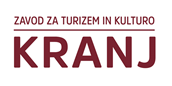 ZAVOD ZA TURIZEM IN KULTURO
KRANJ